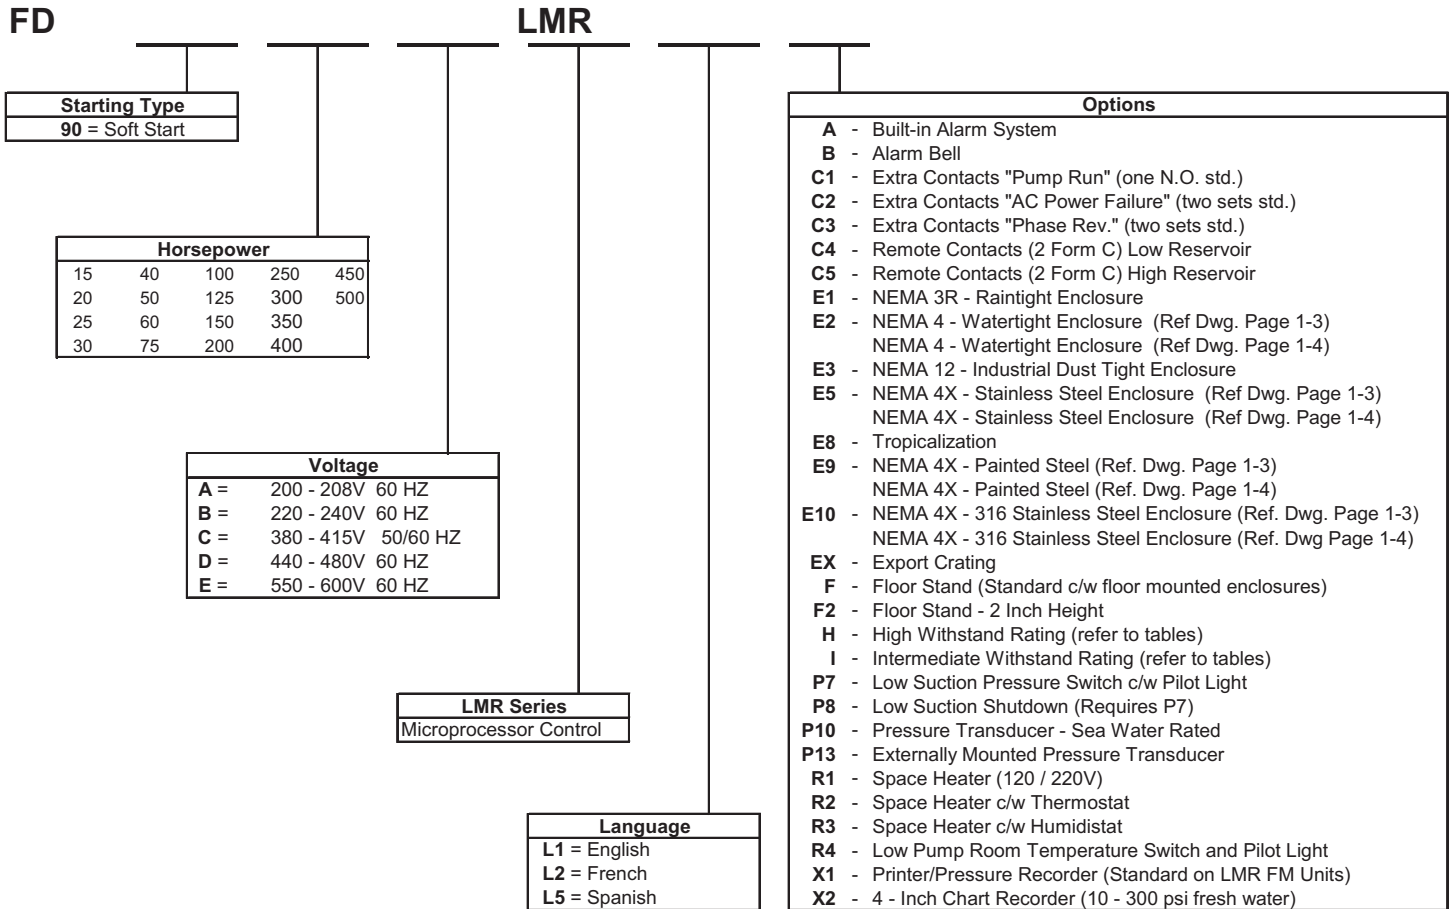 FD LMR
Starting Type
90 = Soft Start
Horsepower
15 40 100 250 450
20 50 125 300 500
25 60 150 350
30 75 200 400
Voltage
A = 200 - 208V 60 HZ
B = 220 - 240V 60 HZ
C = 380 - 415V 50/60 HZ
D = 440 - 480V 60 HZ
E = 550 - 600V 60 HZ
LMR Series
Microprocessor Control
Language
L1 = English
L2 = French
L5 = Spanish
Options
A - Built-in Alarm System
B - Alarm Bell
C1 - Extra Contacts "Pump Run" (one N.O. std.)
C2 - Extra Contacts "AC Power Failure" (two sets std.)
C3 - Extra Contacts "Phase Rev." (two sets std.)
C4 - Remote Contacts (2 Form C) Low Reservoir
C5 - Remote Contacts (2 Form C) High Reservoir
E1 - NEMA 3R - Raintight Enclosure
E2 - NEMA 4 - Watertight Enclosure (Ref Dwg. Page 1-3)
NEMA 4 - Watertight Enclosure (Ref Dwg. Page 1-4)
E3 - NEMA 12 - Industrial Dust Tight Enclosure
E5 - NEMA 4X - Stainless Steel Enclosure (Ref Dwg. Page 1-3)
NEMA 4X - Stainless Steel Enclosure (Ref Dwg. Page 1-4)
E8 - Tropicalization
E9 - NEMA 4X - Painted Steel (Ref. Dwg. Page 1-3)
NEMA 4X - Painted Steel (Ref. Dwg. Page 1-4)
E10 - NEMA 4X - 316 Stainless Steel Enclosure (Ref. Dwg. Page 1-3)
NEMA 4X - 316 Stainless Steel Enclosure (Ref. Dwg Page 1-4)
EX - Export Crating
F - Floor Stand (Standard c/w floor mounted enclosures)
F2 - Floor Stand - 2 Inch Height
H - High Withstand Rating (refer to tables)
I - Intermediate Withstand Rating (refer to tables)
P7 - Low Suction Pressure Switch c/w Pilot Light
P8 - Low Suction Shutdown (Requires P7)
P10 - Pressure Transducer - Sea Water Rated
P13 - Externally Mounted Pressure Transducer
R1 - Space Heater (120 / 220V)
R2 - Space Heater c/w Thermostat
R3 - Space Heater c/w Humidistat
R4 - Low Pump Room Temperature Switch and Pilot Light
X1 - Printer/Pressure Recorder (Standard on LMR FM Units)
X2 - 4 - Inch Chart Recorder (10 - 300 psi fresh water)